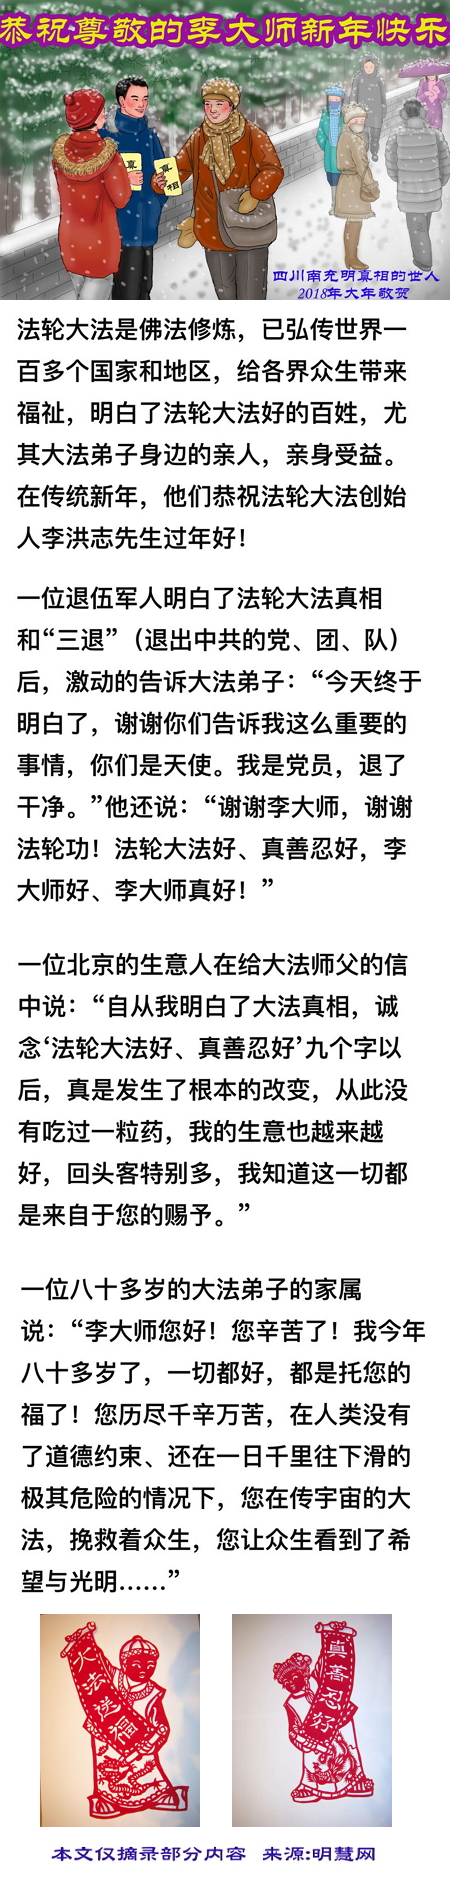 恭祝尊敬的李大师新年快乐
真
真相
四川南充明真相的世人
2018年大年敬贺
法轮大法是佛法修炼，已弘传世界一
百多个国家和地区，给各界众生带来
福祉，明白了法轮大法好的百姓，尤
其大法弟子身边的亲人，亲身受益。
在传统新年，他们恭祝法轮大法创始
人李洪志先生过年好！
一位退伍军人明白了法轮大法真相
和“三退”（退出中共的党、团、队）
后，激动的告诉大法弟子：“今天终于
明白了，谢谢你们告诉我这么重要的
事情，你们是天使。我是党员，退了
干净。”他还说：“谢谢李大师，谢谢
法轮功！法轮大法好、真善忍好，李
大师好、李大师真好！”
一位北京的生意人在给大法师父的信
中说：“自从我明白了大法真相，诚
念‘法轮大法好、真善忍好’九个字以
后，真是发生了根本的改变，从此没
有吃过一粒药，我的生意也越来越
好，回头客特别多，我知道这一切都
是来自于您的赐予。”
一位八十多岁的大法弟子的家属
说：“李大师您好！您辛苦了！我今年
八十多岁了，一切都好，都是托您的
福了！您历尽千辛万苦，在人类没有
了道德约束、还在一日千里往下滑的
极其危险的情况下，您在传宇宙的大
法，挽救着众生，您让众生看到了希
望与光明……”
大法送福
真善忍好
本文仅摘录部分内容 来源:明慧网